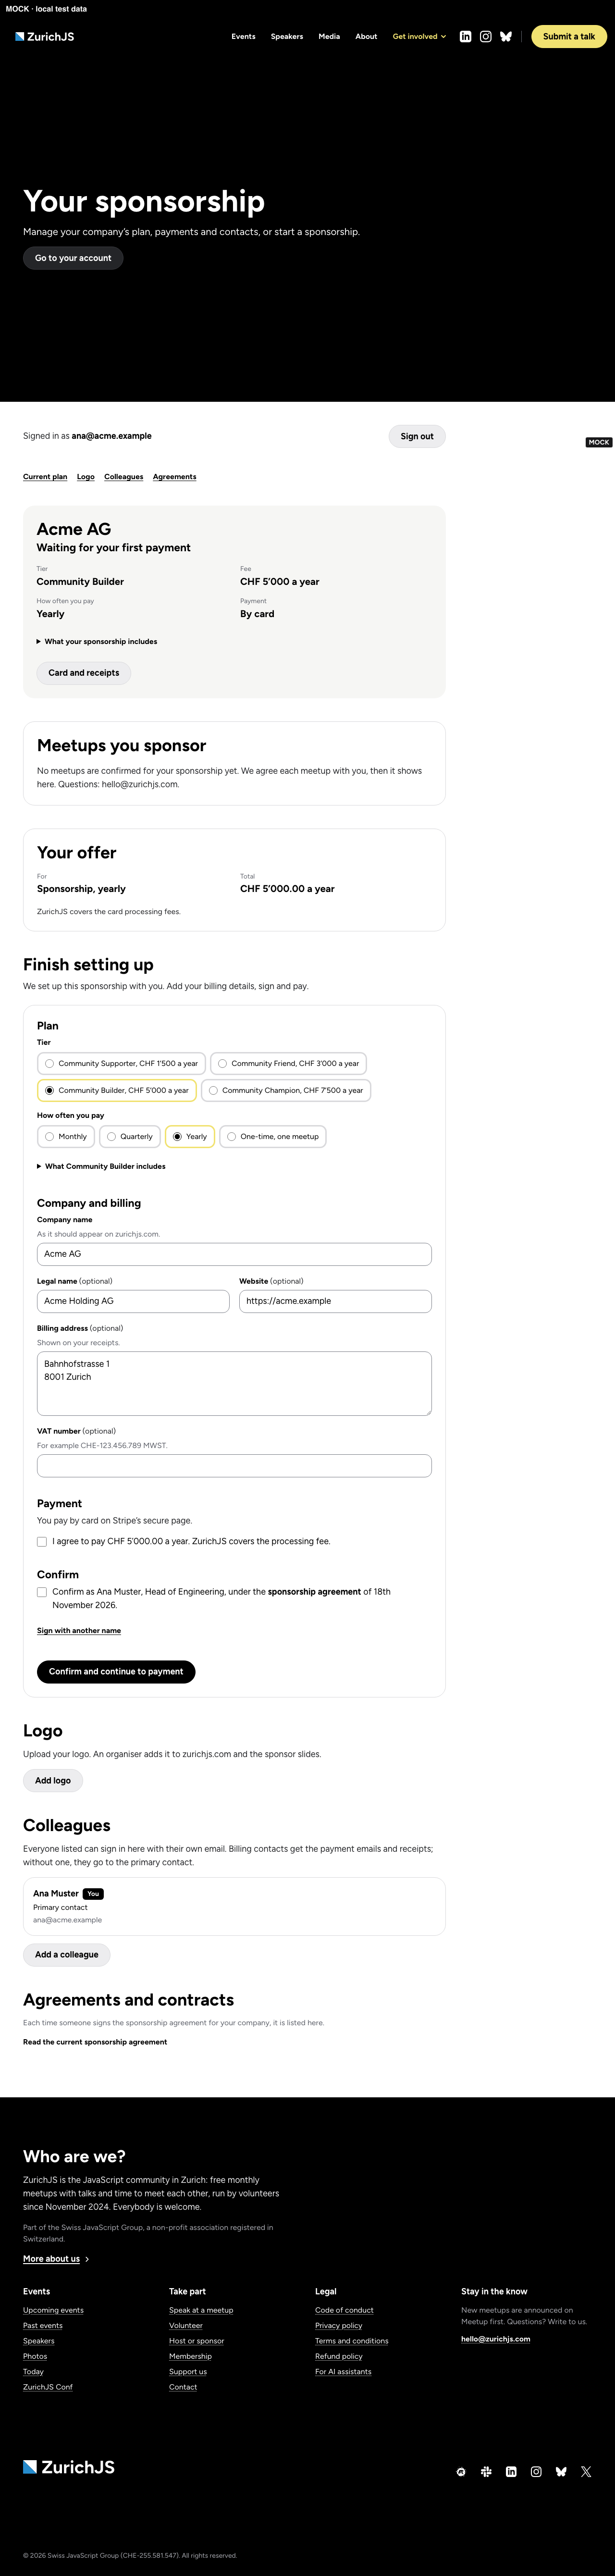 MOCK · local test data
ZurichJS
Events
Speakers
Media
About
Get involved
Submit a talk
Your sponsorship
Manage your company's plan, payments and contacts, or start a sponsorship.
Go to your account
Signed in as ana@acme.example
Sign out
MOCK
Current plan
Logo
Colleagues
Agreements
Acme AG
Waiting for your first payment
Tier
Fee
Community Builder
CHF 5'000 a year
How often you pay
Payment
Yearly
By card
What your sponsorship includes
Card and receipts
Meetups you sponsor
No meetups are confirmed for your sponsorship yet. We agree each meetup with you, then it shows
here. Questions: hello@zurichjs.com.
Your offer
For
Total
Sponsorship, yearly
CHF 5'000.00 a year
ZurichJS covers the card processing fees.
Finish setting up
We set up this sponsorship with you. Add your billing details, sign and pay.
Plan
Tier
Community Supporter, CHF 1'500 a year
Community Friend, CHF 3'000 a year
Community Builder, CHF 5'000 a year
Community Champion, CHF 7'500 a year
How often you pay
Monthly
Quarterly
Yearly
One-time, one meetup
What Community Builder includes
Company and billing
Company name
As it should appear on zurichjs.com.
Acme AG
Legal name (optional)
Website (optional)
Acme Holding AG
https://acme.example
Billing address (optional)
Shown on your receipts.
Bahnhofstrasse 1
8001 Zurich
VAT number (optional)
For example CHE-123.456.789 MWST.
Payment
You pay by card on Stripe's secure page.
I agree to pay CHF 5'000.00 a year. ZurichJS covers the processing fee.
Confirm
Confirm as Ana Muster, Head of Engineering, under the sponsorship agreement of 18th
November 2026.
Sign with another name
Confirm and continue to payment
Logo
Upload your logo. An organiser adds it to zurichjs.com and the sponsor slides.
Add logo
Colleagues
Everyone listed can sign in here with their own email. Billing contacts get the payment emails and receipts;
without one, they go to the primary contact.
Ana Muster You
Primary contact
ana@acme.example
Add a colleague
Agreements and contracts
Each time someone signs the sponsorship agreement for your company, it is listed here.
Read the current sponsorship agreement
Who are we?
ZurichJS is the JavaScript community in Zurich: free monthly
meetups with talks and time to meet each other, run by volunteers
since November 2024. Everybody is welcome.
Part of the Swiss JavaScript Group, a non-profit association registered in
Switzerland.
More about us
Events
Upcoming events
Past events
Speakers
Photos
Today
ZurichJS Conf
Take part
Speak at a meetup
Volunteer
Host or sponsor
Membership
Support us
Contact
Legal
Code of conduct
Privacy policy
Terms and conditions
Refund policy
For AI assistants
Stay in the know
New meetups are announced on
Meetup first. Questions? Write to us.
hello@zurichjs.com
ZurichJS
© 2026 Swiss JavaScript Group (CHE-255.581.547). All rights reserved.